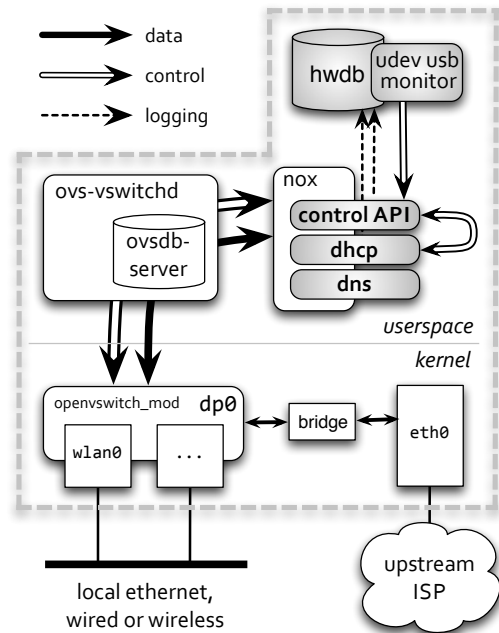 data
control
logging
hwdb
udev usb
monitor
ovs-vswitchd
ovsdb-
server
nox
control API
dhcp
dns
userspace
kernel
openvswitch_mod
dp0
wlan0
...
bridge
eth0
local ethernet,
wired or wireless
upstream
ISP